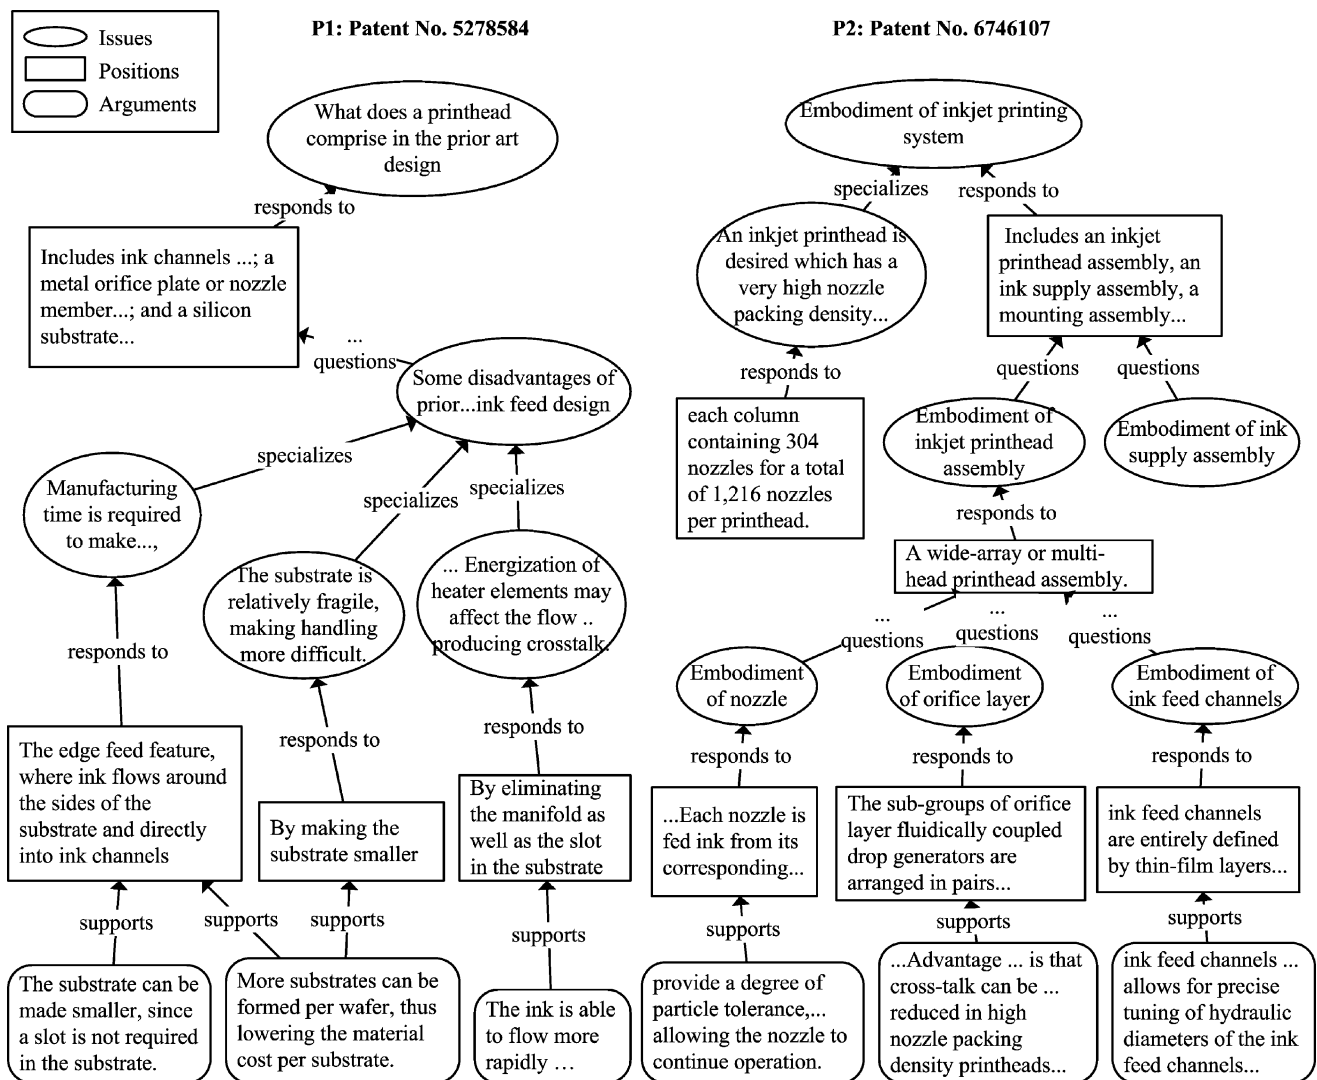 Issues
Positions
Arguments
P1: Patent No. 5278584
P2: Patent No. 6746107
What does a printhead
comprise in the prior art
design
responds to
Includes ink channels ...; a
metal orifice plate or nozzle
member...; and a silicon
substrate...
...
questions
Some disadvantages of
prior...ink feed design
specializes
specializes
specializes
Manufacturing
time is required
to make...,
The substrate is
relatively fragile,
making handling
more difficult.
... Energization of
heater elements may
affect the flow ..
producing crosstalk.
responds to
responds to
responds to
The edge feed feature,
where ink flows around
the sides of the
substrate and directly
into ink channels
By making the
substrate smaller
By eliminating
the manifold as
well as the slot
in the substrate
supports
supports
supports
supports
The substrate can be
made smaller, since
a slot is not required
in the substrate.
More substrates can be
formed per wafer, thus
lowering the material
cost per substrate.
The ink is able
to flow more
rapidly ...
Embodiment of inkjet printing
system
specializes
responds to
An inkjet printhead is
desired which has a
very high nozzle
packing density...
Includes an inkjet
printhead assembly, an
ink supply assembly, a
mounting assembly...
responds to
questions
questions
each column
containing 304
nozzles for a total
of 1,216 nozzles
per printhead.
Embodiment of
inkjet printhead
assembly
Embodiment of ink
supply assembly
responds to
A wide-array or multi-
head printhead assembly.
...
questions
...
questions
...
questions
Embodiment
of nozzle
Embodiment
of orifice layer
Embodiment of
ink feed channels
responds to
responds to
responds to
...Each nozzle is
fed ink from its
corresponding...
The sub-groups of orifice
layer fluidically coupled
drop generators are
arranged in pairs...
ink feed channels
are entirely defined
by thin-film layers...
supports
supports
supports
provide a degree of
particle tolerance,...
allowing the nozzle to
continue operation.
...Advantage ... is that
cross-talk can be ...
reduced in high
nozzle packing
density printheads...
ink feed channels ...
allows for precise
tuning of hydraulic
diameters of the ink
feed channels...